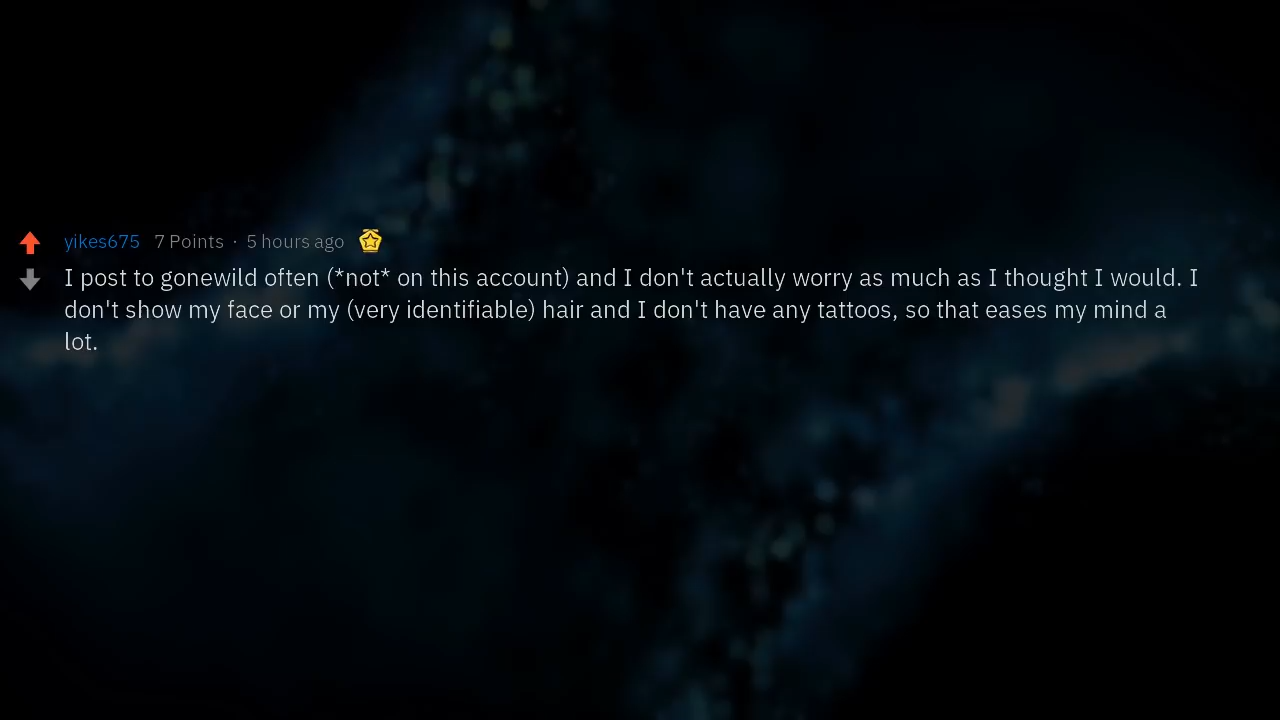 yikes675 7 Points · 5 hours ago
I post to gonewild often (*not* on this account) and I don't actually worry as much as I thought I would. I
don't show my face or my (very identifiable) hair and I don't have any tattoos, so that eases my mind a
lot.